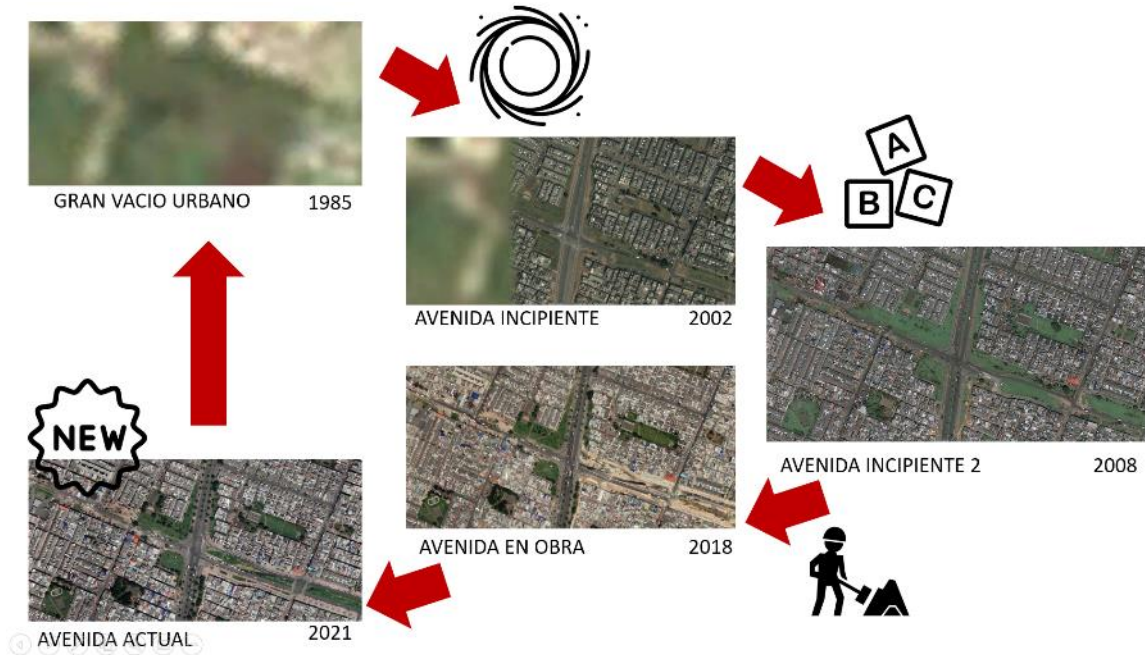 GRAN VACIO URBANO 1985
A
B C
AVENIDA INCIPIENTE 2002
AVENIDA INCIPIENTE 2 2008
AVENIDA EN OBRA 2018
NEW
AVENIDA ACTUAL 2021